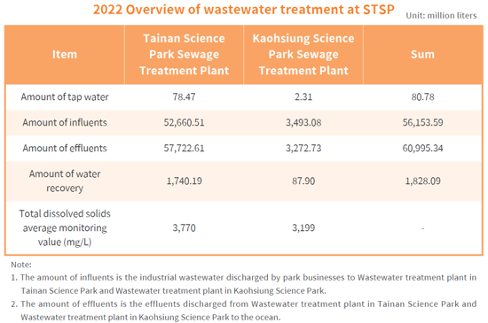 2022 Overview of wastewater treatment at STSP
Unit: million liters
Item
Tainan Science
Park Sewage
Treatment Plant
Kaohsiung Science
Park Sewage
Treatment Plant
Sum
Amount of tap water
78.47
2.31
80.78
Amount of influents
52,660.51
3,493.08
56,153.59
Amount of effluents
57,722.61
3,272.73
60,995.34
Amount of water
recovery
1,740.19
87.90
1,828.09
Total dissolved solids
average monitoring
value (mg/L)
3,770
3,199
-
Note:
1. The amount of influents is the industrial wastewater discharged by park businesses to Wastewater treatment plant in
Tainan Science Park and Wastewater treatment plant in Kaohsiung Science Park.
2. The amount of effluents is the effluents discharged from Wastewater treatment plant in Tainan Science Park and
Wastewater treatment plant in Kaohsiung Science Park to the ocean.